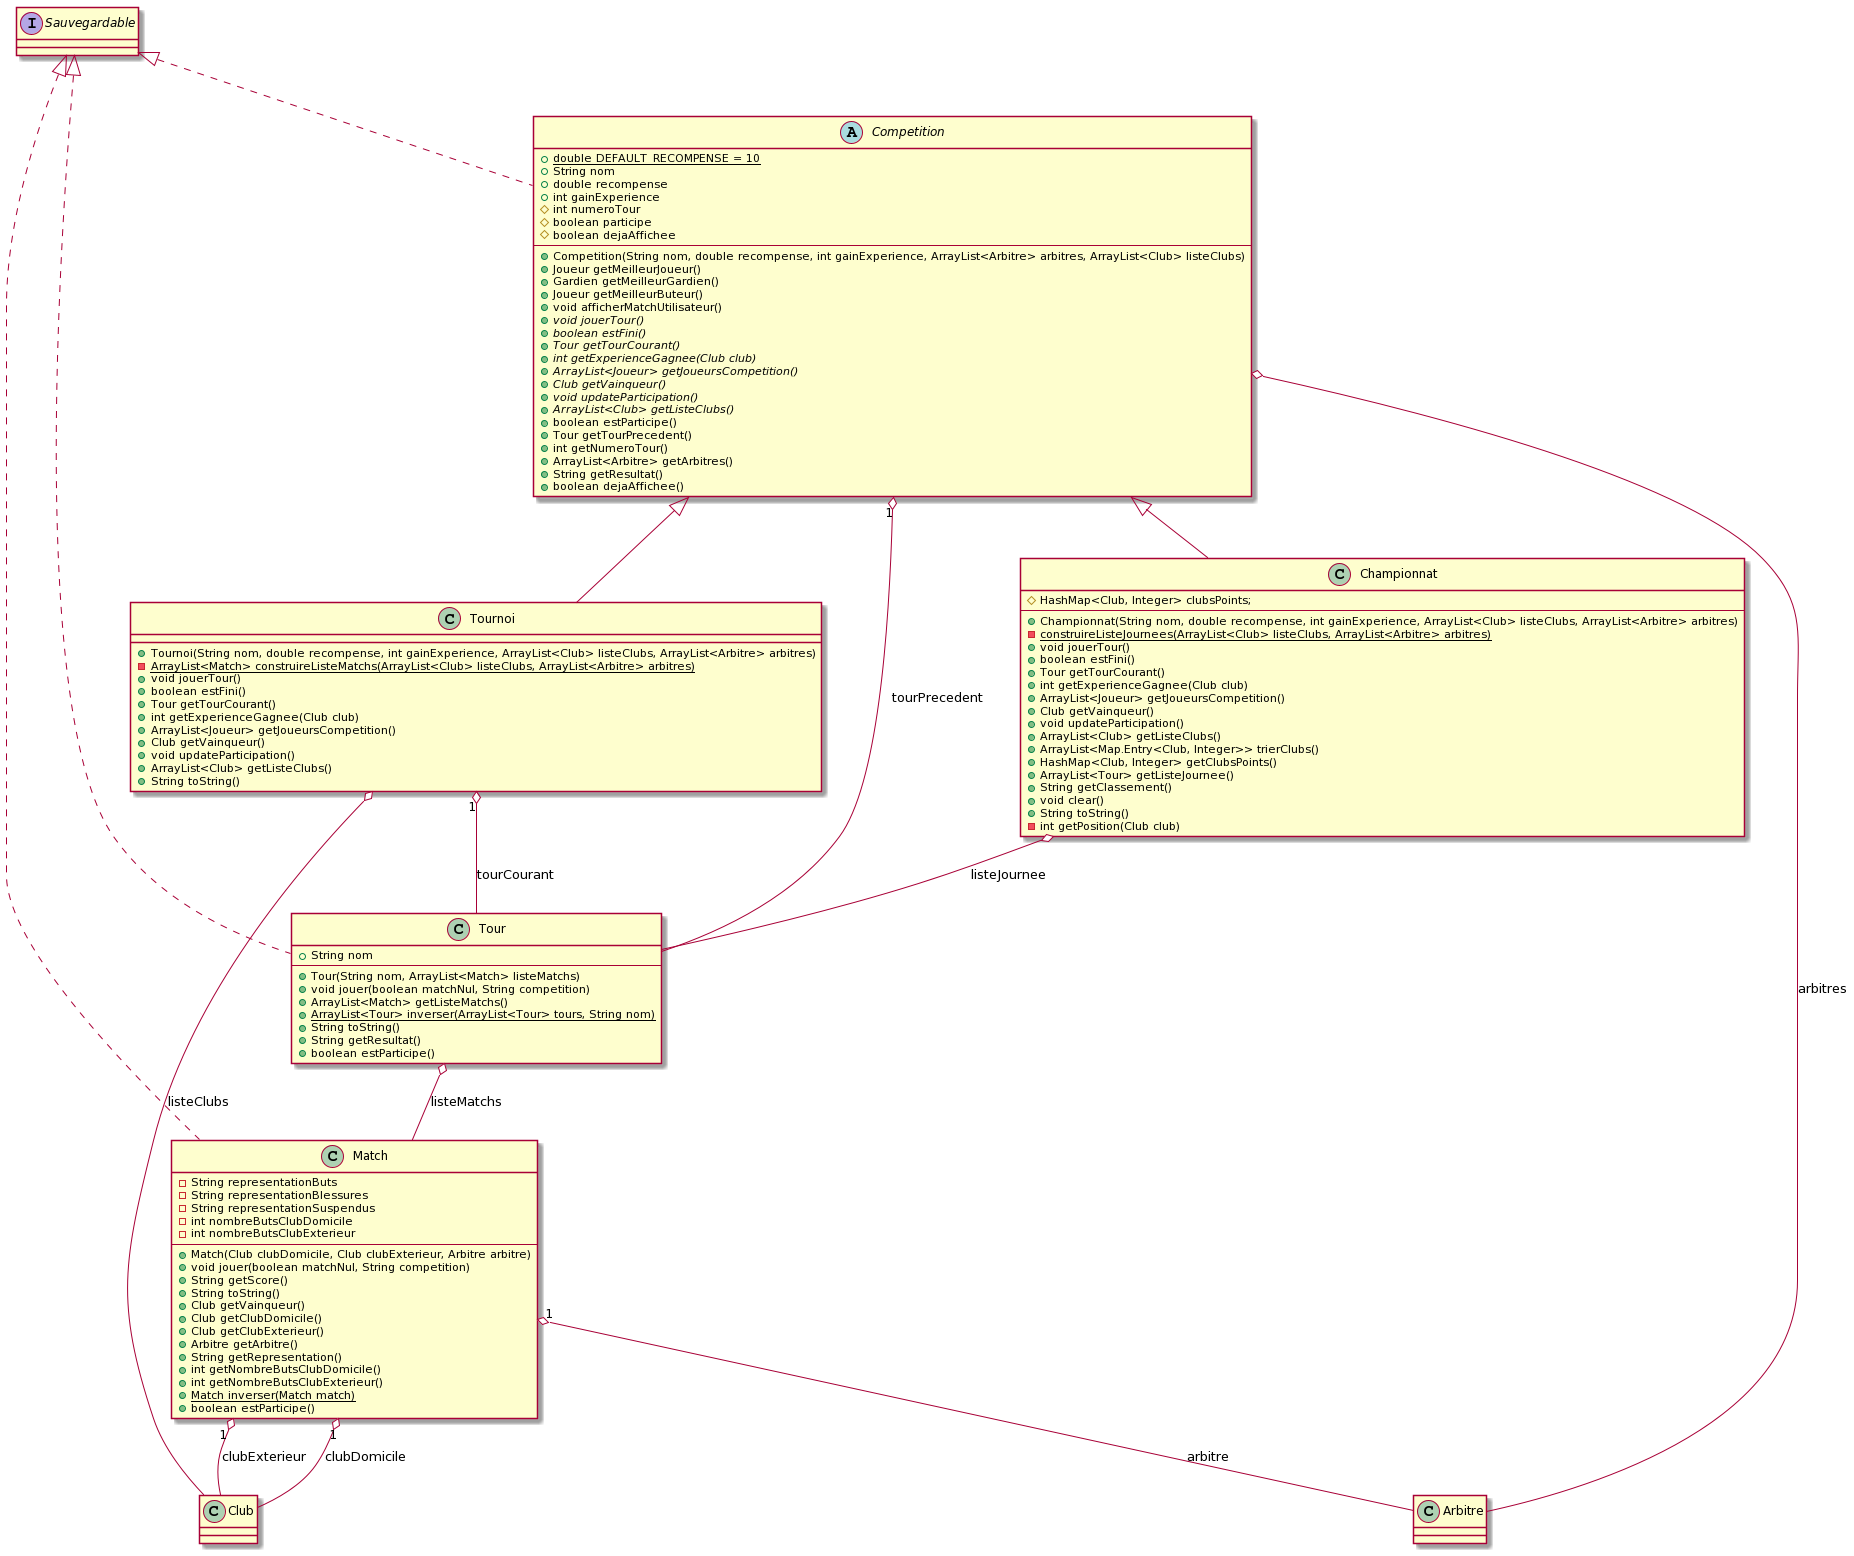 I Sauvegardable
A Competition
double DEFAULT_RECOMPENSE = 10
String nom
double recompense
int gainExperience
int numeroTour
boolean participe
boolean dejaAffichee
Competition(String nom, double recompense, int gainExperience, ArrayList<Arbitre> arbitres, ArrayList<Club> listeClubs)
Joueur getMeilleurJoueur()
Gardien getMeilleurGardien()
Joueur getMeilleurButeur()
void afficherMatchUtilisateur()
void jouerTour()
boolean estFini()
Tour getTourCourant()
int getExperienceGagnee(Club club)
ArrayList<Joueur> getJoueursCompetition()
Club getVainqueur()
void updateParticipation()
ArrayList<Club> getListeClubs()
boolean estParticipe()
Tour getTourPrecedent()
int getNumeroTour()
ArrayList<Arbitre> getArbitres()
String getResultat()
boolean dejaAffichee()
1
C Championnat
HashMap<Club, Integer> clubsPoints;
Championnat(String nom, double recompense, int gainExperience, ArrayList<Club> listeClubs, ArrayList<Arbitre> arbitres)
construireListeJournees(ArrayList<Club> listeClubs, ArrayList<Arbitre> arbitres)
void jouerTour()
boolean estFini()
Tour getTourCourant()
int getExperienceGagnee(Club club)
ArrayList<Joueur> getJoueursCompetition()
Club getVainqueur()
void updateParticipation()
ArrayList<Club> getListeClubs()
ArrayList<Map.Entry<Club, Integer>> trierClubs()
HashMap<Club, Integer> getClubsPoints()
ArrayList<Tour> getListeJournee()
String getClassement()
void clear()
String toString()
int getPosition(Club club)
C Tournoi
Tournoi(String nom, double recompense, int gainExperience, ArrayList<Club> listeClubs, ArrayList<Arbitre> arbitres)
ArrayList<Match> construireListeMatchs(ArrayList<Club> listeClubs, ArrayList<Arbitre> arbitres)
void jouerTour()
boolean estFini()
Tour getTourCourant()
int getExperienceGagnee(Club club)
ArrayList<Joueur> getJoueursCompetition()
Club getVainqueur()
void updateParticipation()
ArrayList<Club> getListeClubs()
String toString()
tourPrecedent
1
tourCourant
listeJournee
C Tour
String nom
Tour(String nom, ArrayList<Match> listeMatchs)
void jouer(boolean matchNul, String competition)
ArrayList<Match> getListeMatchs()
ArrayList<Tour> inverser(ArrayList<Tour> tours, String nom)
String toString()
String getResultat()
boolean estParticipe()
arbitres
listeClubs
listeMatchs
C Match
String representationButs
String representationBlessures
String representationSuspendus
int nombreButsClubDomicile
int nombreButsClubExterieur
Match(Club clubDomicile, Club clubExterieur, Arbitre arbitre)
void jouer(boolean matchNul, String competition)
String getScore()
String toString()
Club getVainqueur()
Club getClubDomicile()
Club getClubExterieur()
Arbitre getArbitre()
String getRepresentation()
int getNombreButsClubDomicile()
int getNombreButsClubExterieur()
Match inverser(Match match)
boolean estParticipe()
1
1
1
clubExterieur
clubDomicile
arbitre
C Club
C Arbitre